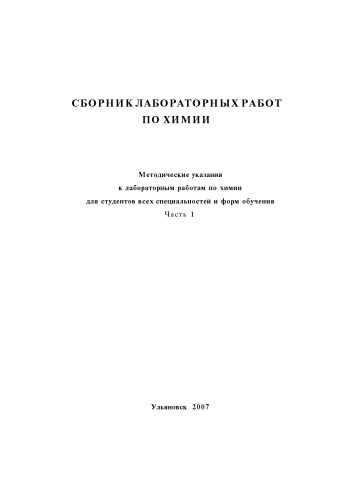 СБОРНИК ЛАБОРАТОРНЫХ РАБОТ
ПО ХИМИИ
Методические указания
к лабораторным работам по химии
для студентов всех специальностей и форм обучения
Часть 1
Ульяновск 2007